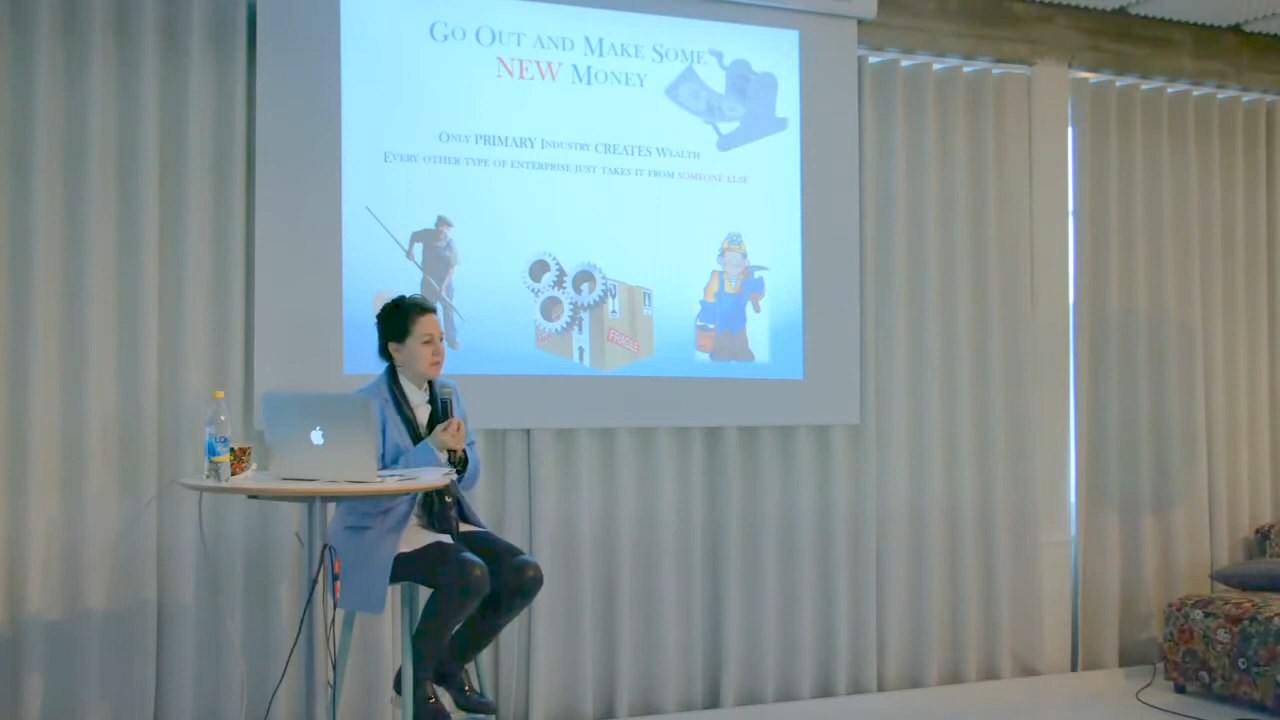 Go Out and Make Some
NEW Money
Only PRIMARY Industry CREATES Wealth
Every other type of enterprise just takes it from someone else
FRAGILE